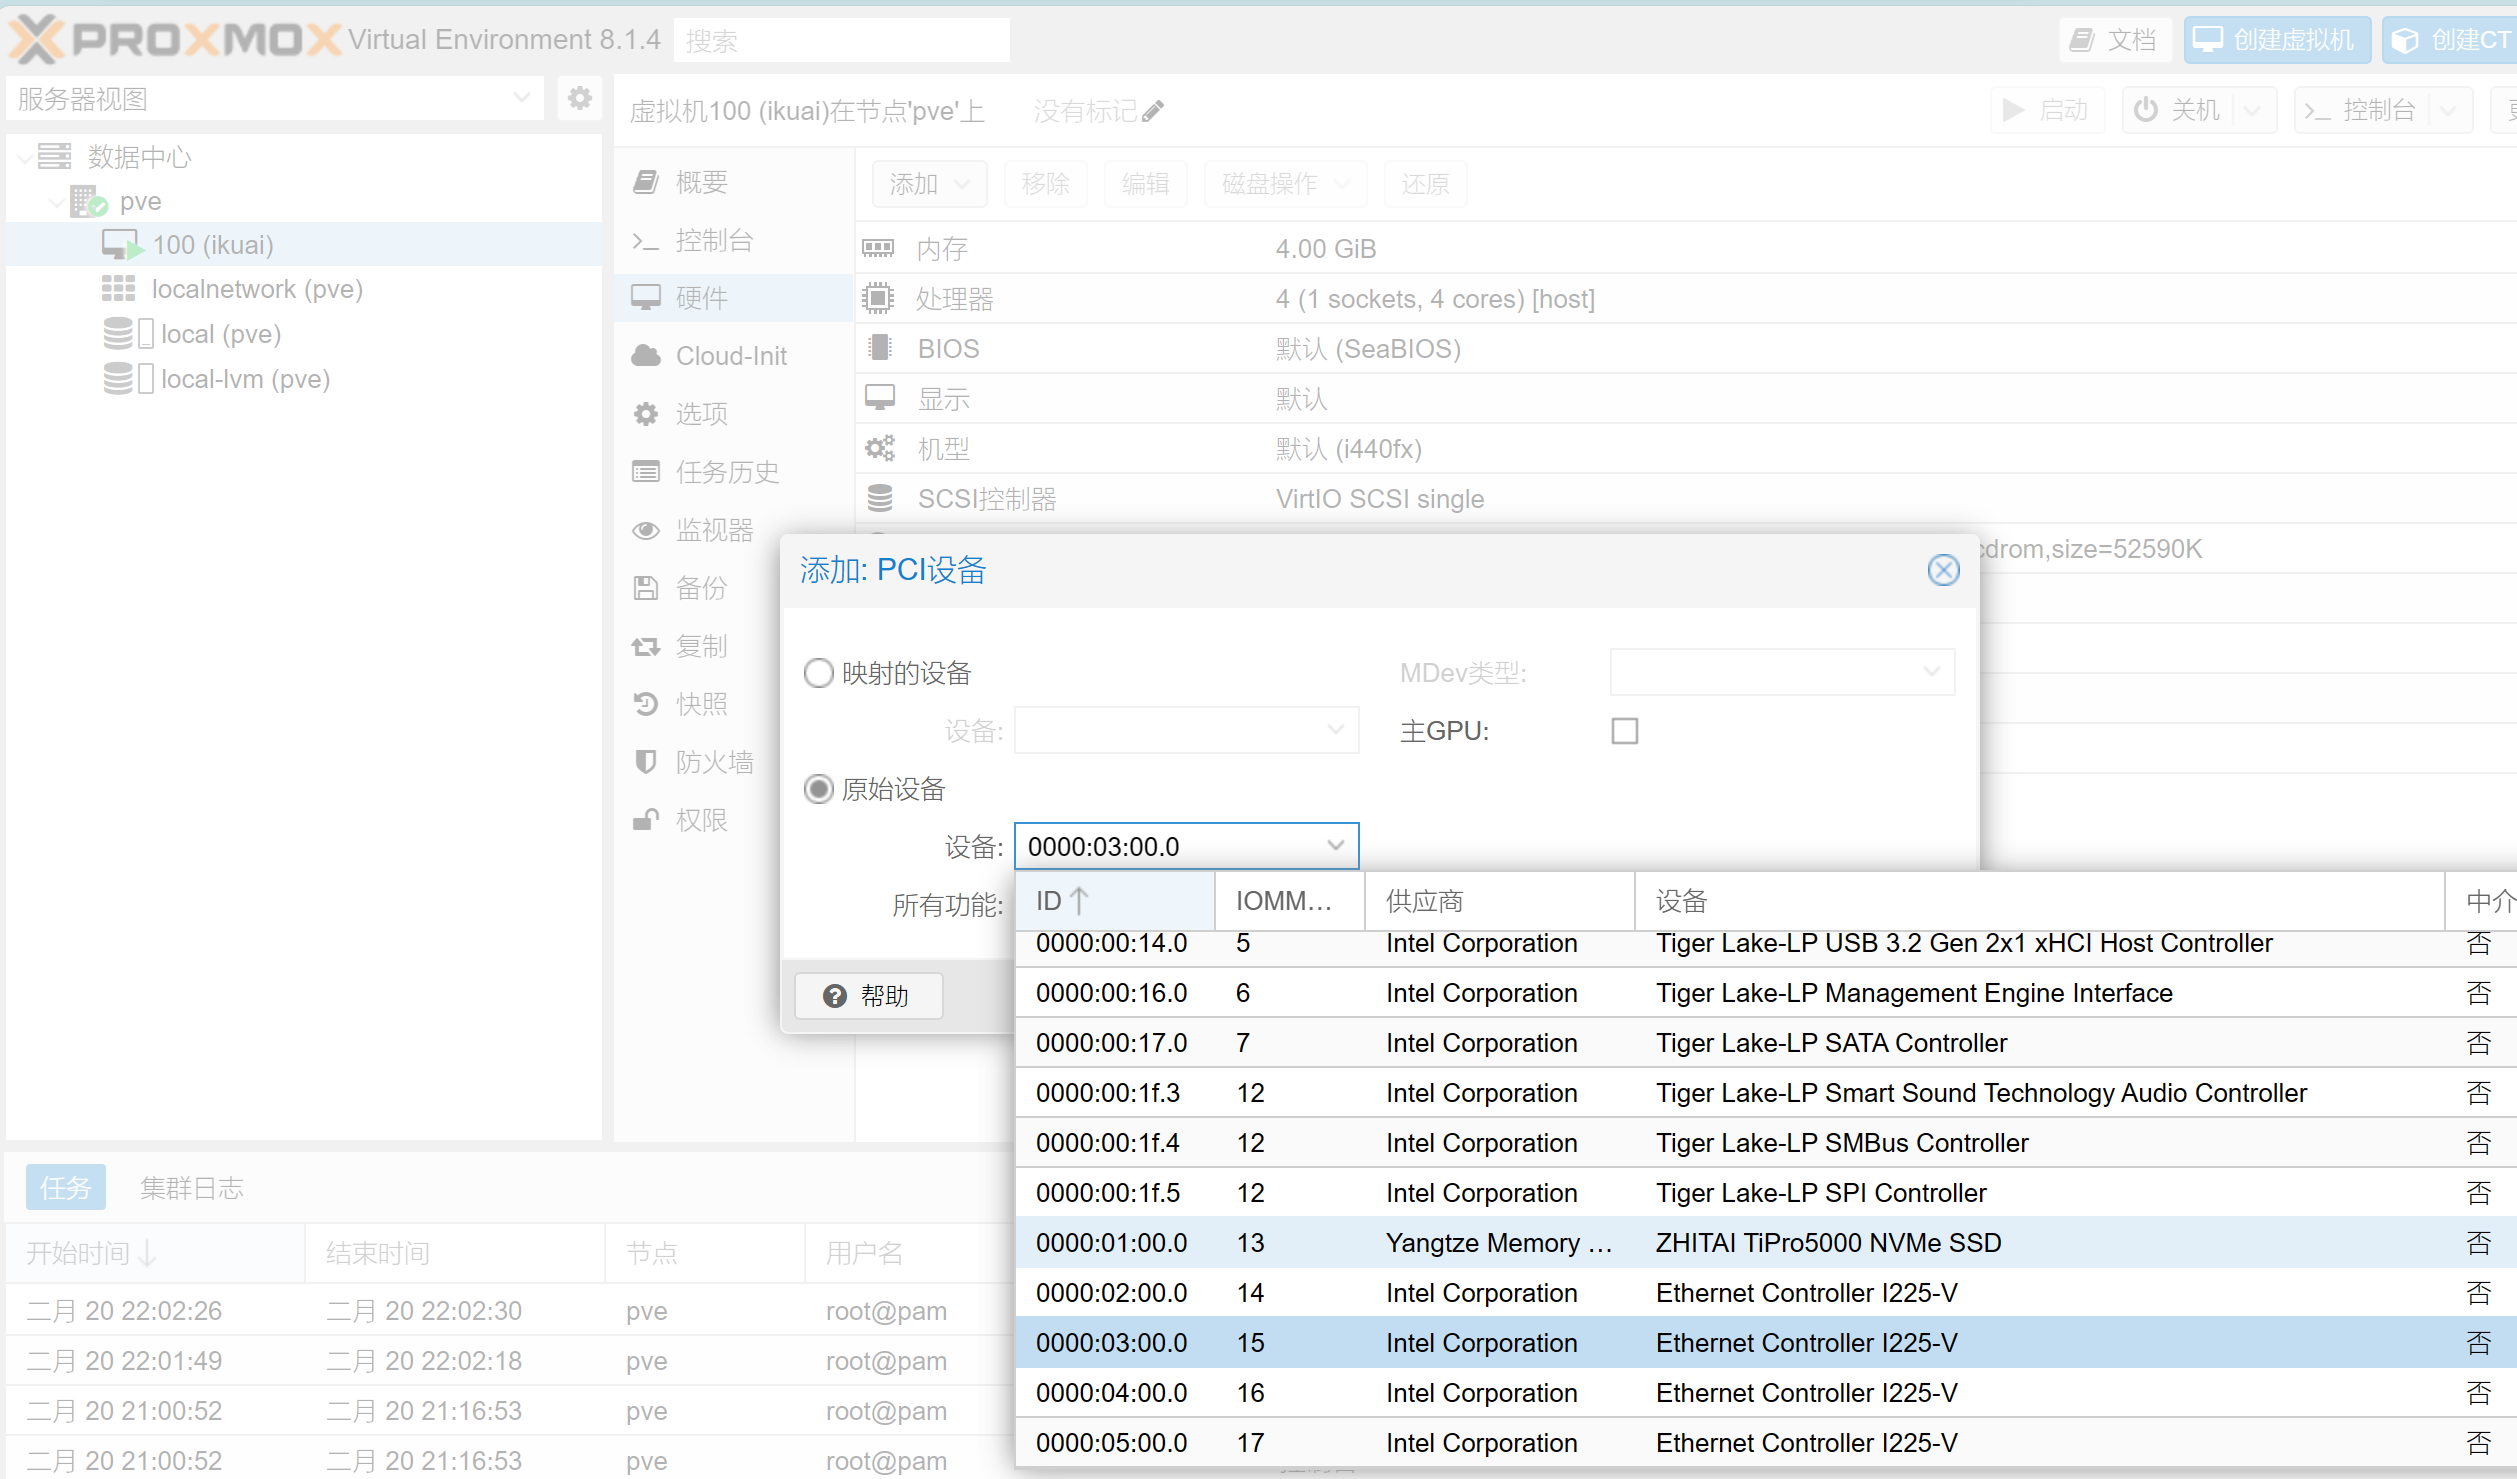 PROXMOX Virtual Environment 8.1.4 搜索 文档 创建虚拟机 创建CT
服务器视图
数据中心
pve
100 (ikuai)
localnetwork (pve)
local (pve)
local-lvm (pve)
虚拟机100 (ikuai)在节点'pve'上 没有标记 启动 关机 控制台
概要
控制台
硬件
Cloud-Init
选项
任务历史
监视器
备份
复制
快照
防火墙
权限
添加 移除 编辑 磁盘操作 还原
内存 4.00 GiB
处理器 4 (1 sockets, 4 cores) [host]
BIOS 默认 (SeaBIOS)
显示 默认
机型 默认 (i440fx)
SCSI控制器 VirtIO SCSI single
cdrom,size=52590K
添加: PCI设备
映射的设备 MDev类型:
设备: 主GPU:
原始设备
设备: 0000:03:00.0
所有功能:
帮助
ID IOMM... 供应商 设备 中介
0000:00:14.0 5 Intel Corporation Tiger Lake-LP USB 3.2 Gen 2x1 xHCI Host Controller 否
0000:00:16.0 6 Intel Corporation Tiger Lake-LP Management Engine Interface 否
0000:00:17.0 7 Intel Corporation Tiger Lake-LP SATA Controller 否
0000:00:1f.3 12 Intel Corporation Tiger Lake-LP Smart Sound Technology Audio Controller 否
0000:00:1f.4 12 Intel Corporation Tiger Lake-LP SMBus Controller 否
0000:00:1f.5 12 Intel Corporation Tiger Lake-LP SPI Controller 否
0000:01:00.0 13 Yangtze Memory ... ZHITAI TiPro5000 NVMe SSD 否
0000:02:00.0 14 Intel Corporation Ethernet Controller I225-V 否
0000:03:00.0 15 Intel Corporation Ethernet Controller I225-V 否
0000:04:00.0 16 Intel Corporation Ethernet Controller I225-V 否
0000:05:00.0 17 Intel Corporation Ethernet Controller I225-V 否
任务 集群日志
开始时间 结束时间 节点 用户名
二月 20 22:02:26 二月 20 22:02:30 pve root@pam
二月 20 22:01:49 二月 20 22:02:18 pve root@pam
二月 20 21:00:52 二月 20 21:16:53 pve root@pam
二月 20 21:00:52 二月 20 21:16:53 pve root@pam